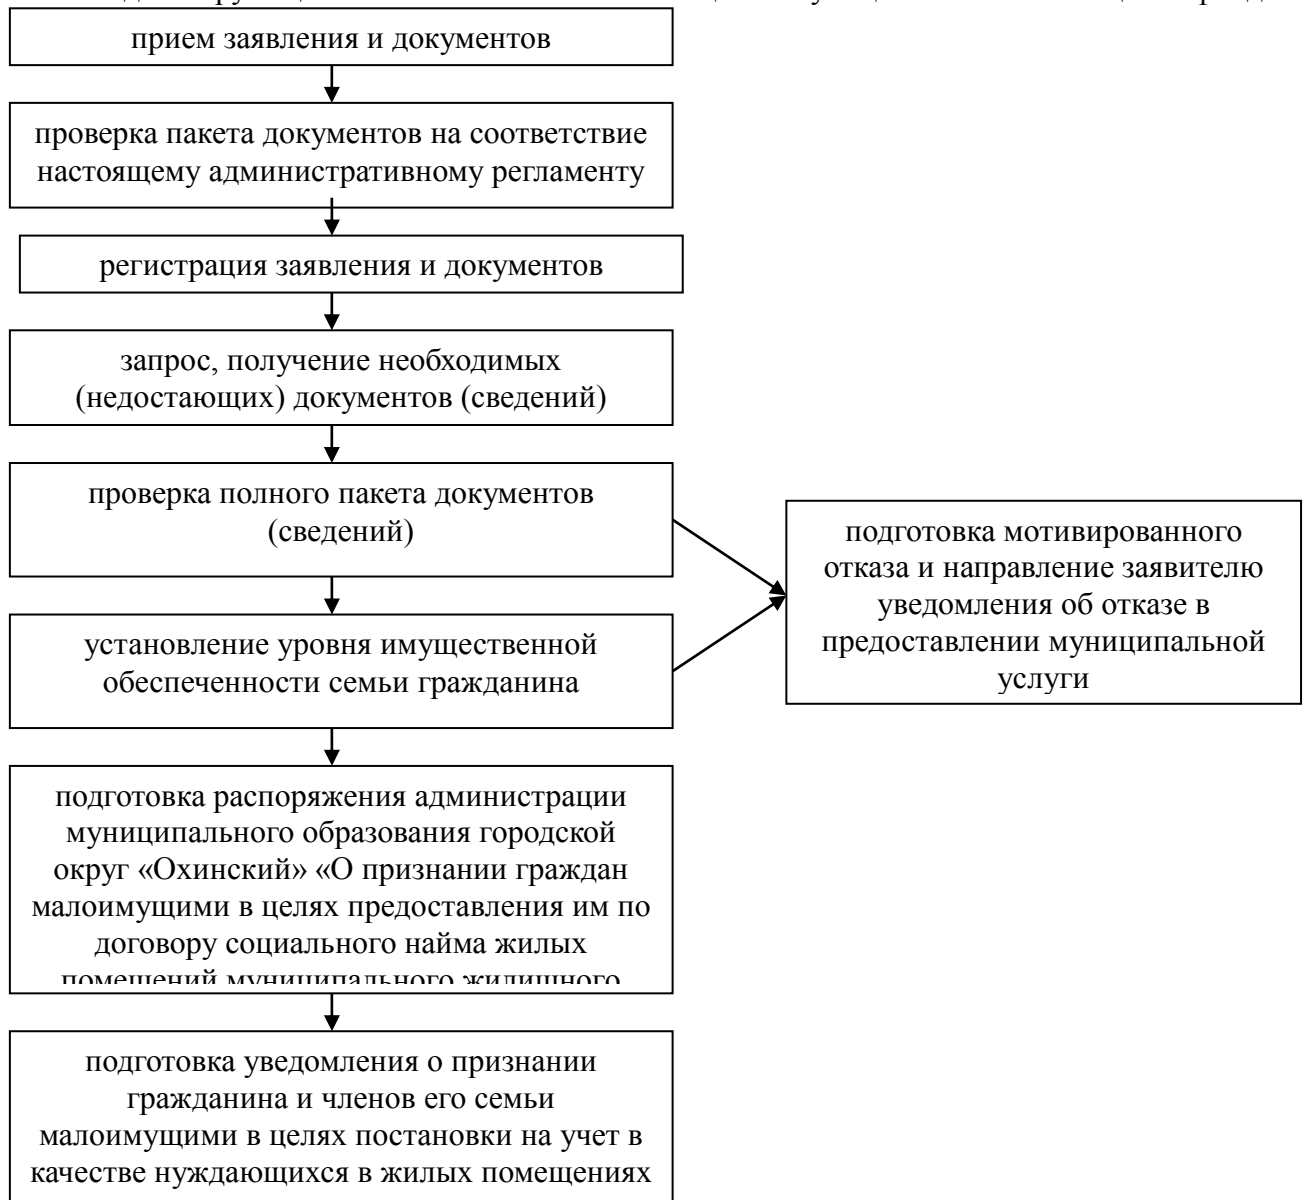 прием заявления и документов
проверка пакета документов на соответствие
настоящему административному регламенту
регистрация заявления и документов
запрос, получение необходимых
(недостающих) документов (сведений)
проверка полного пакета документов
(сведений)
подготовка мотивированного
отказа и направление заявителю
уведомления об отказе в
предоставлении муниципальной
услуги
установление уровня имущественной
обеспеченности семьи гражданина
подготовка распоряжения администрации
муниципального образования городской
округ «Охинский» «О признании граждан
малоимущими в целях предоставления им по
договору социального найма жилых
помещений муниципального жилищного
подготовка уведомления о признании
гражданина и членов его семьи
малоимущими в целях постановки на учет в
качестве нуждающихся в жилых помещениях